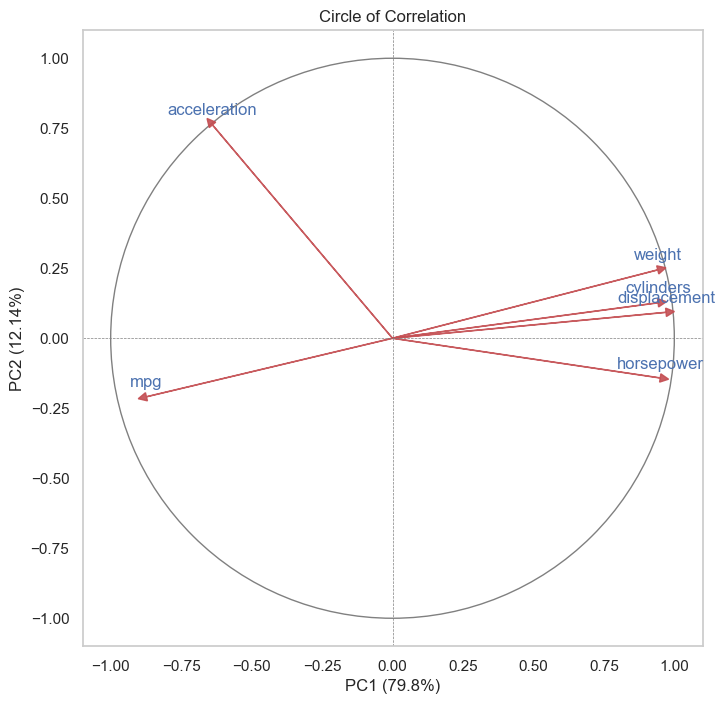 Circle of Correlation
1.00
0.75
0.50
0.25
0.00
−0.25
−0.50
−0.75
−1.00
PC2 (12.14%)
acceleration
weight
cylinders
displacement
horsepower
mpg
−1.00
−0.75
−0.50
−0.25
0.00
0.25
0.50
0.75
1.00
PC1 (79.8%)